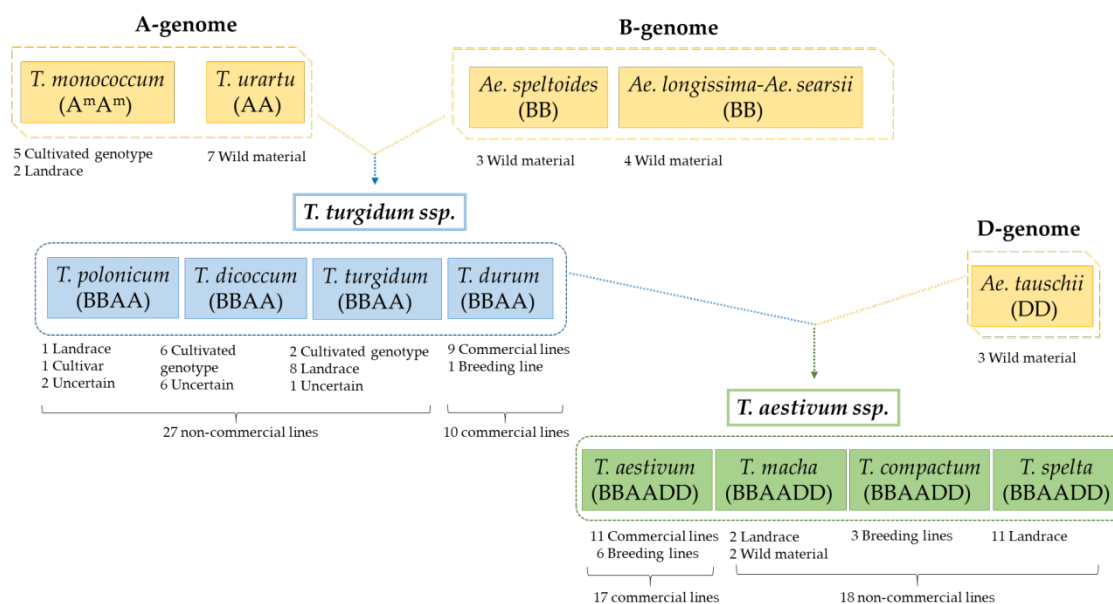 A-genome
B-genome
T. monococcum
(AᵐAᵐ)
T. urartu
(AA)
Ae. speltoides
(BB)
Ae. longissima-Ae. searsii
(BB)
5 Cultivated genotype
2 Landrace
7 Wild material
3 Wild material
4 Wild material
T. turgidum ssp.
D-genome
T. polonicum
(BBAA)
T. dicoccum
(BBAA)
T. turgidum
(BBAA)
T. durum
(BBAA)
Ae. tauschii
(DD)
1 Landrace
1 Cultivar
2 Uncertain
6 Cultivated
genotype
6 Uncertain
2 Cultivated genotype
8 Landrace
1 Uncertain
9 Commercial lines
1 Breeding line
3 Wild material
27 non-commercial lines
10 commercial lines
T. aestivum ssp.
T. aestivum
(BBAADD)
T. macha
(BBAADD)
T. compactum
(BBAADD)
T. spelta
(BBAADD)
11 Commercial lines
6 Breeding lines
2 Landrace
2 Wild material
3 Breeding lines
11 Landrace
17 commercial lines
18 non-commercial lines